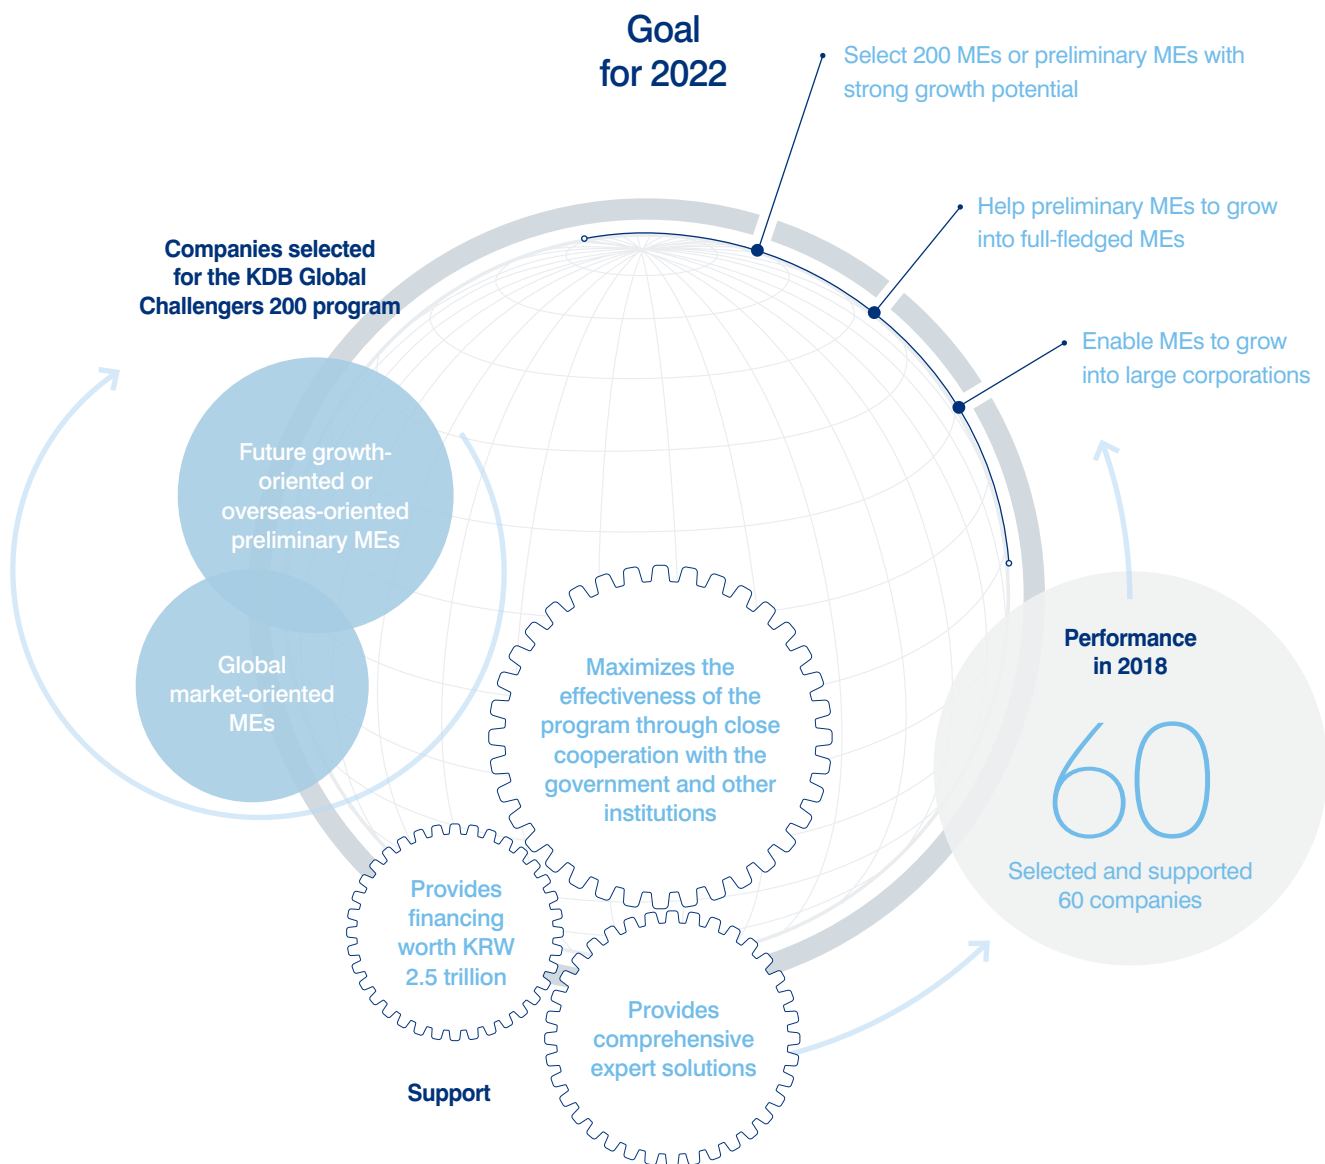 Goal
for 2022
Select 200 MEs or preliminary MEs with
strong growth potential
Help preliminary MEs to grow
into full-fledged MEs
Enable MEs to grow
into large corporations
Companies selected
for the KDB Global
Challengers 200 program
Future growth-
oriented or
overseas-oriented
preliminary MEs
Global
market-oriented
MEs
Maximizes the
effectiveness of the
program through close
cooperation with the
government and other
institutions
Provides
financing
worth KRW
2.5 trillion
Provides
comprehensive
expert solutions
Support
Performance
in 2018
60
Selected and supported
60 companies